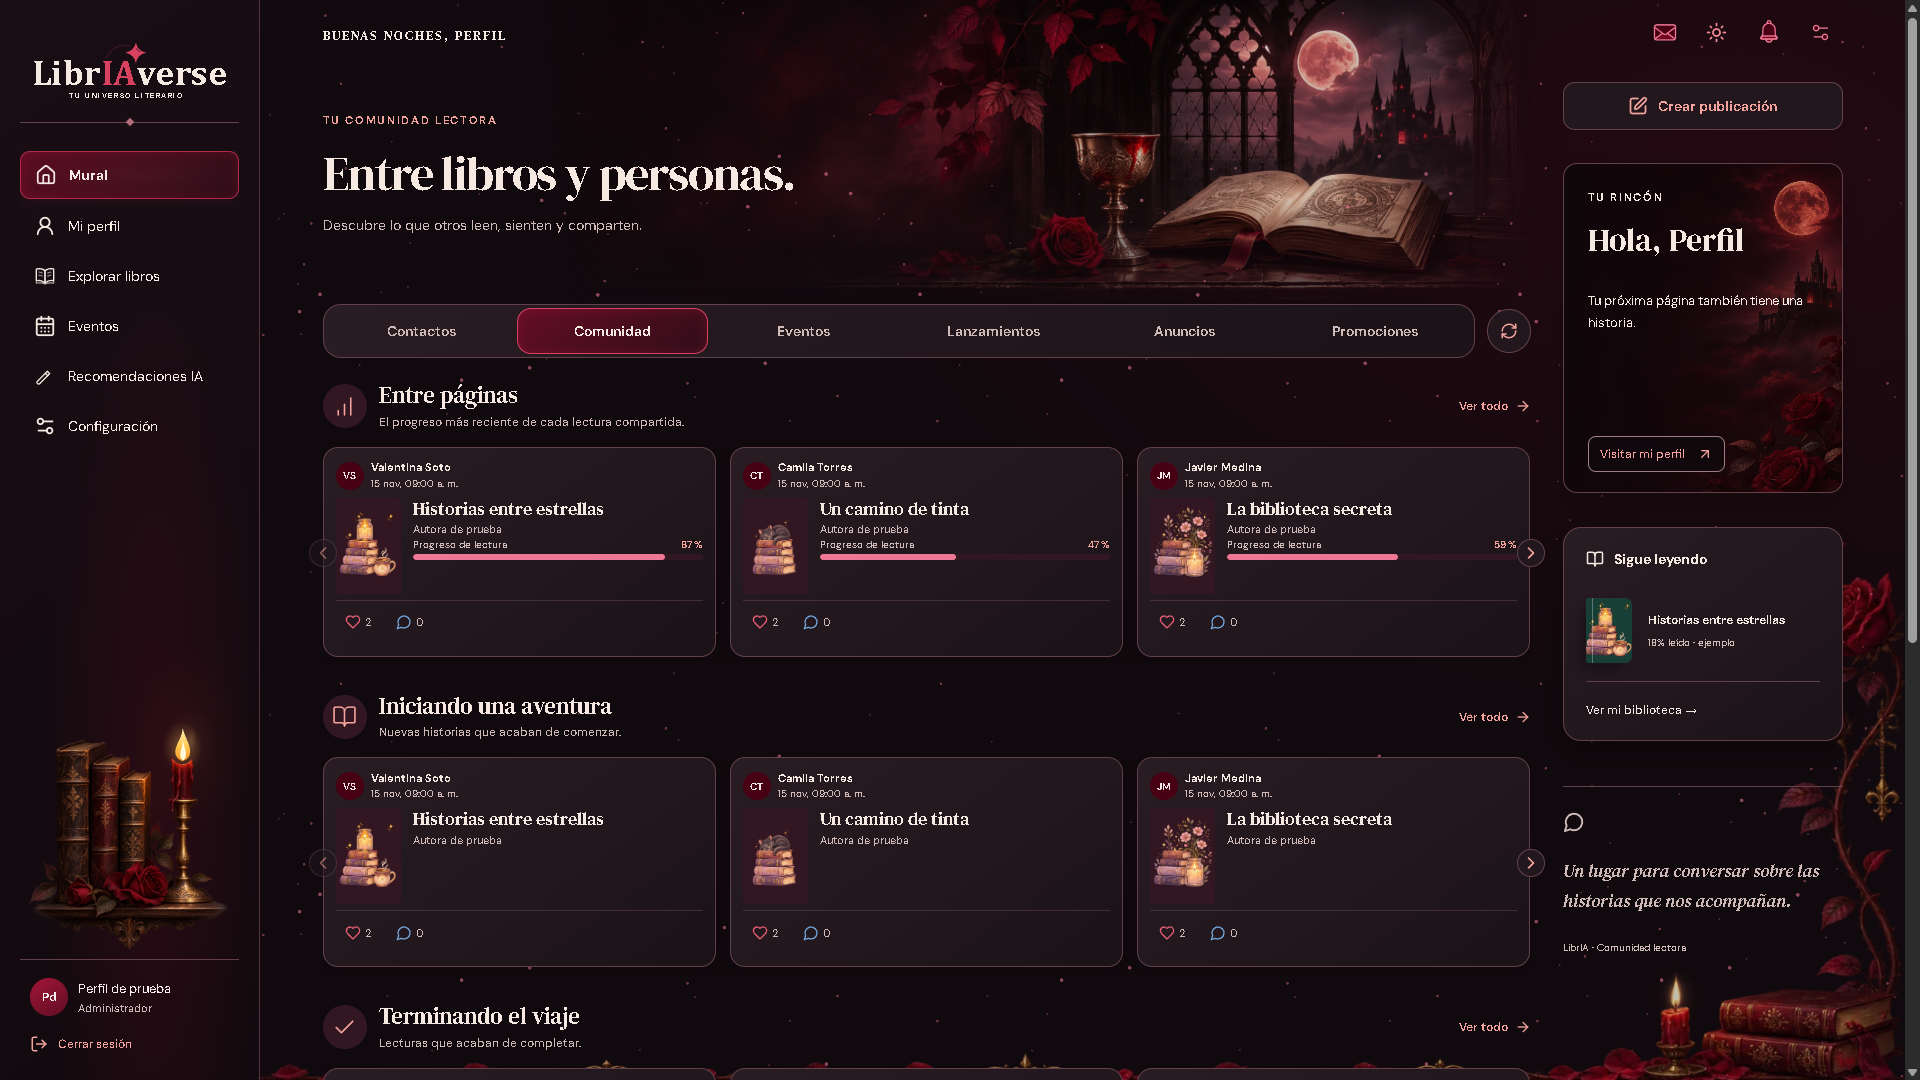 LibrIAverse
TU UNIVERSO LITERARIO
Mural
Mi perfil
Explorar libros
Eventos
Recomendaciones IA
Configuración
Perfil de prueba
Pd
Administrador
Cerrar sesión
BUENAS NOCHES, PERFIL
TU COMUNIDAD LECTORA
Entre libros y personas.
Descubre lo que otros leen, sienten y comparten.
Contactos Comunidad Eventos Lanzamientos Anuncios Promociones
Entre páginas
El progreso más reciente de cada lectura compartida.
Ver todo
VS
Valentina Soto
15 nov, 09:00 a. m.
Historias entre estrellas
Autora de prueba
Progreso de lectura 87%
2 0
CT
Camila Torres
15 nov, 09:00 a. m.
Un camino de tinta
Autora de prueba
Progreso de lectura 47%
2 0
JM
Javier Medina
15 nov, 09:00 a. m.
La biblioteca secreta
Autora de prueba
Progreso de lectura 59%
2 0
Iniciando una aventura
Nuevas historias que acaban de comenzar.
Ver todo →
VS
Valentina Soto
15 nov, 09:00 a. m.
Historias entre estrellas
Autora de prueba
2 0
CT
Camila Torres
15 nov, 09:00 a. m.
Un camino de tinta
Autora de prueba
2 0
JM
Javier Medina
15 nov, 09:00 a. m.
La biblioteca secreta
Autora de prueba
2 0
Terminando el viaje
Lecturas que acaban de completar.
Ver todo →
Crear publicación
TU RINCÓN
Hola, Perfil
Tu próxima página también tiene una
historia.
Visitar mi perfil
Sigue leyendo
Historias entre estrellas
18% leído · ejemplo
Ver mi biblioteca →
Un lugar para conversar sobre las
historias que nos acompañan.
LibrIA · Comunidad lectora